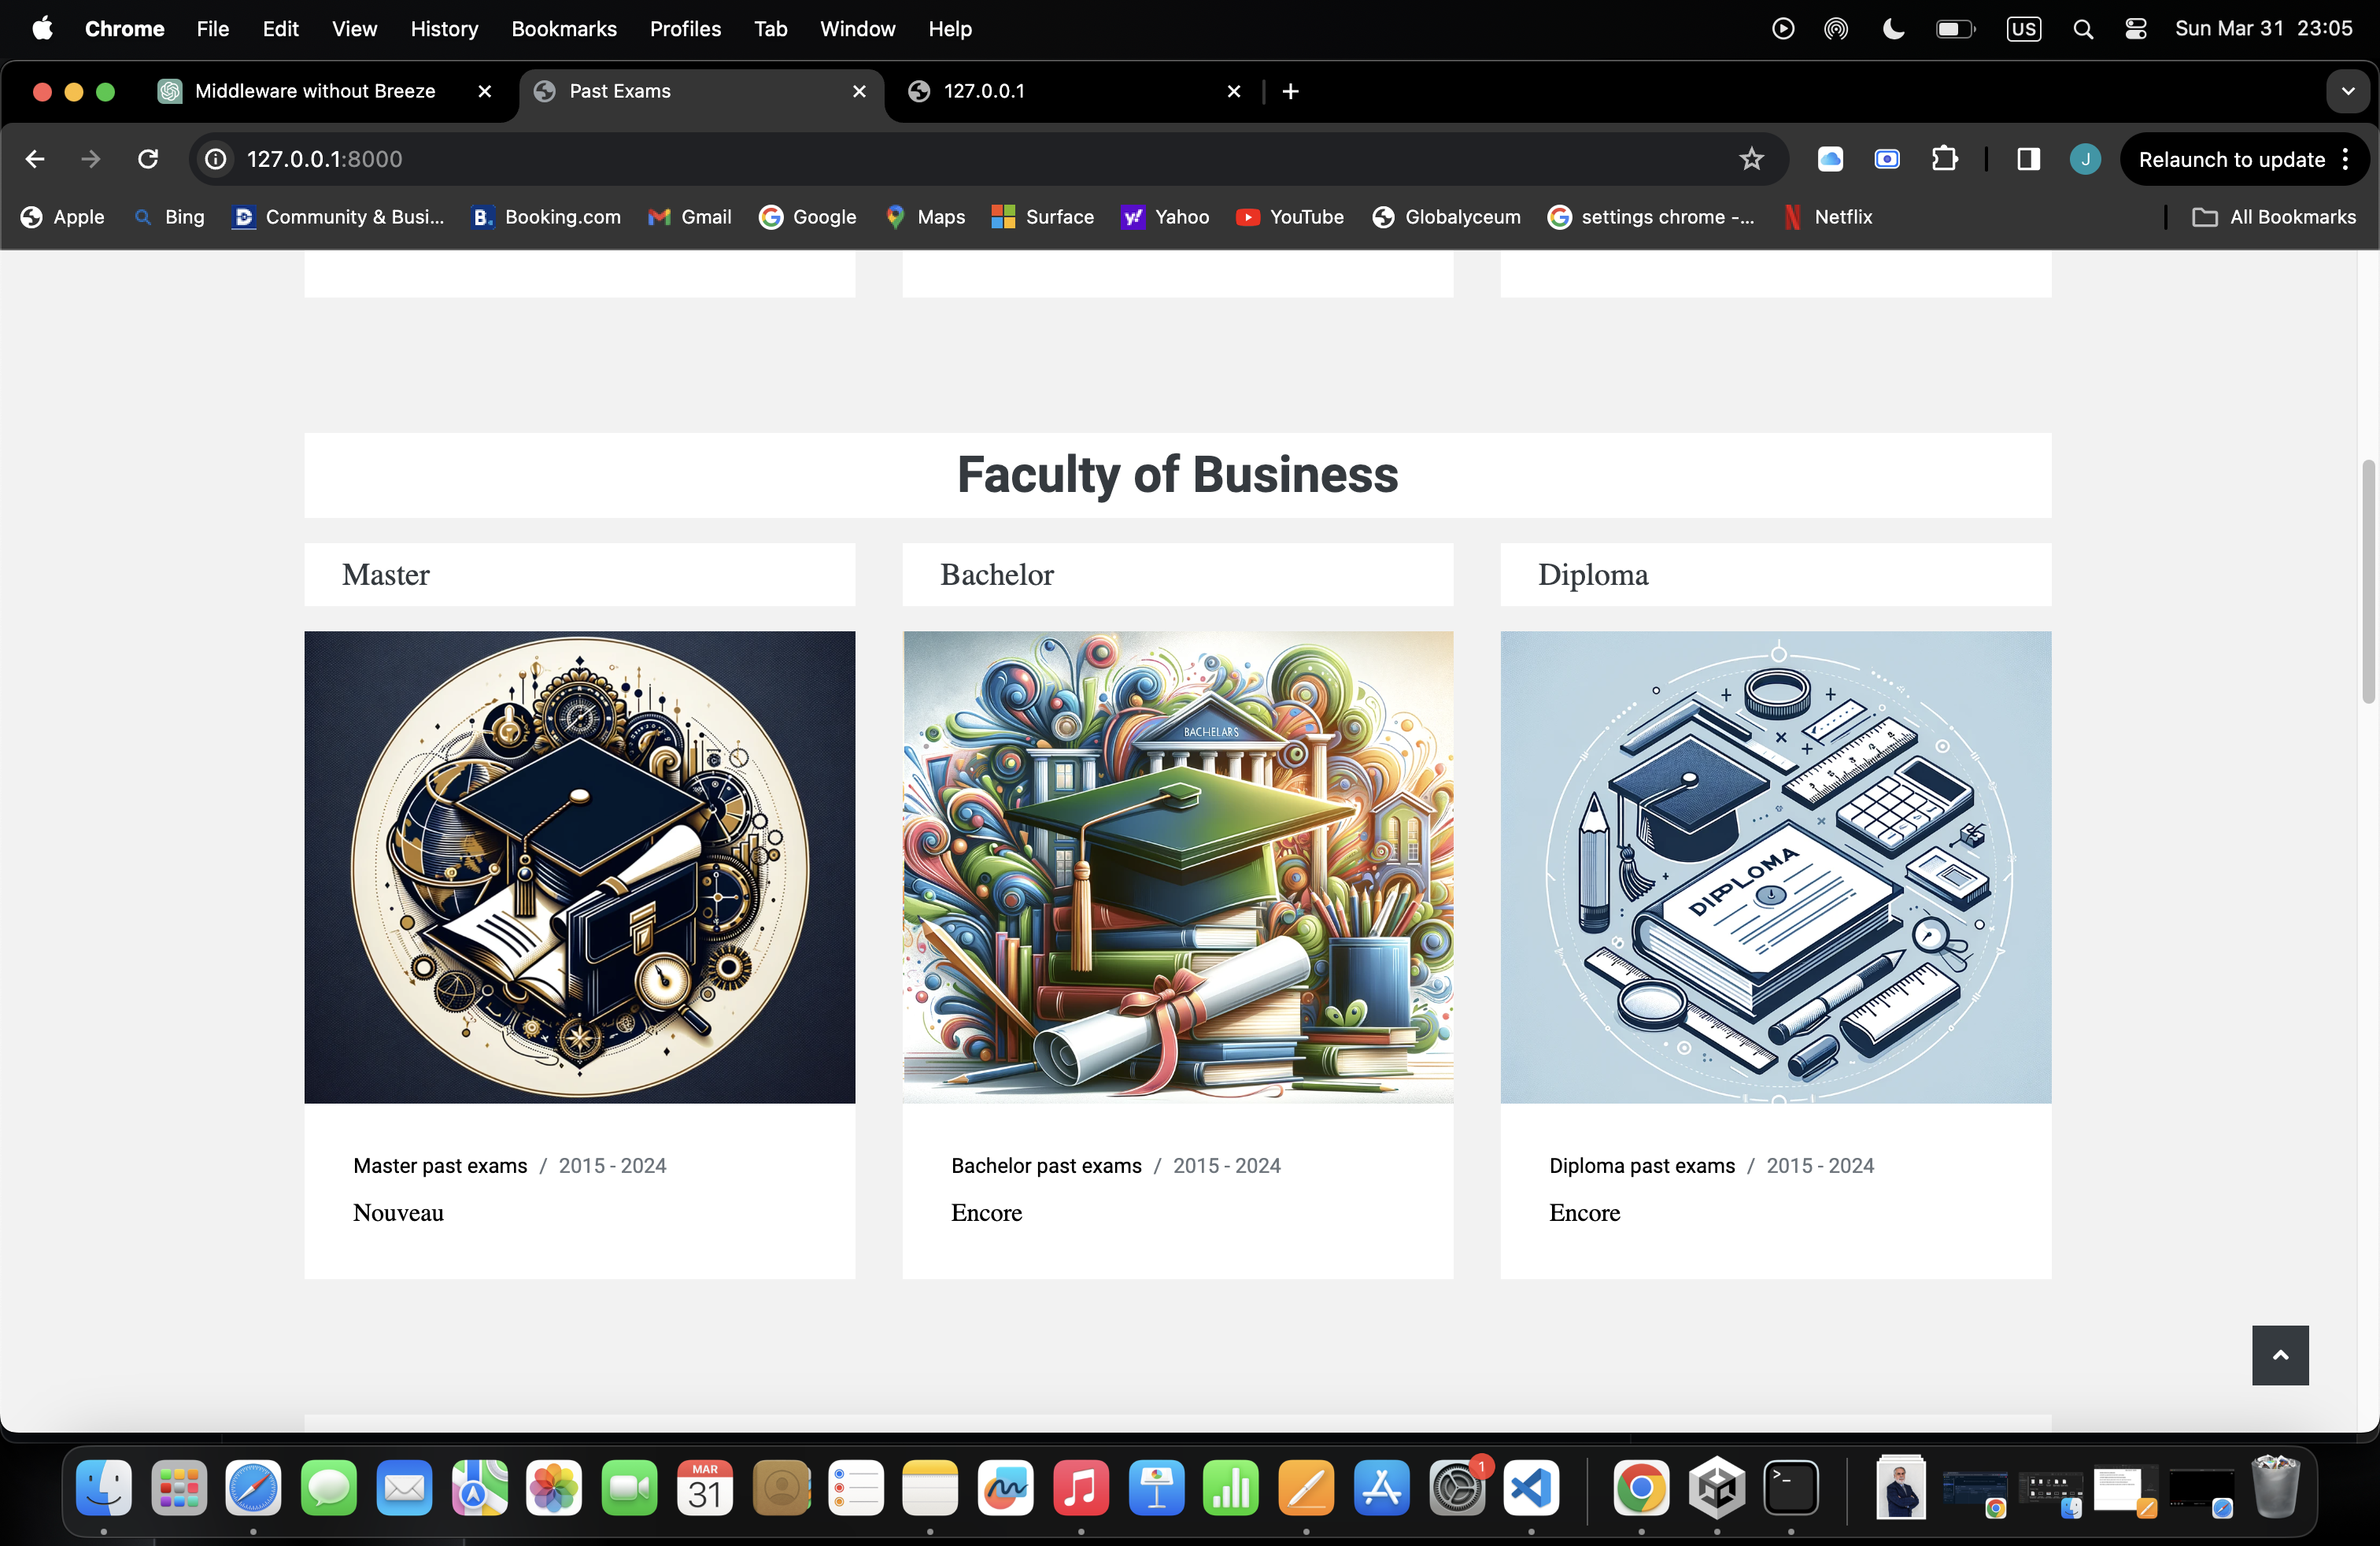 Chrome File Edit View History Bookmarks Profiles Tab Window Help US Sun Mar 31 23:05
Middleware without Breeze Past Exams 127.0.0.1
127.0.0.1:8000 J Relaunch to update
Apple Bing Community & Busi... Booking.com Gmail Google Maps Surface Yahoo YouTube Globalyceum settings chrome -... Netflix All Bookmarks
Faculty of Business
Master Bachelor Diploma
BACHELARS
DIPPLOMA
Master past exams / 2015 - 2024 Bachelor past exams / 2015 - 2024 Diploma past exams / 2015 - 2024
Nouveau Encore Encore
MAR
31
1